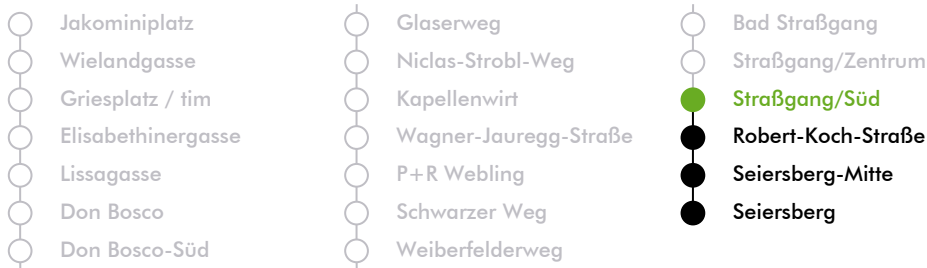 Jakominiplatz
Wielandgasse
Griesplatz / tim
Elisabethinergasse
Lissagasse
Don Bosco
Don Bosco-Süd
Glaserweg
Niclas-Strobl-Weg
Kapellenwirt
Wagner-Jauregg-Straße
P+R Webling
Schwarzer Weg
Weiberfelderweg
Bad Straßgang
Straßgang/Zentrum
Straßgang/Süd
Robert-Koch-Straße
Seiersberg-Mitte
Seiersberg